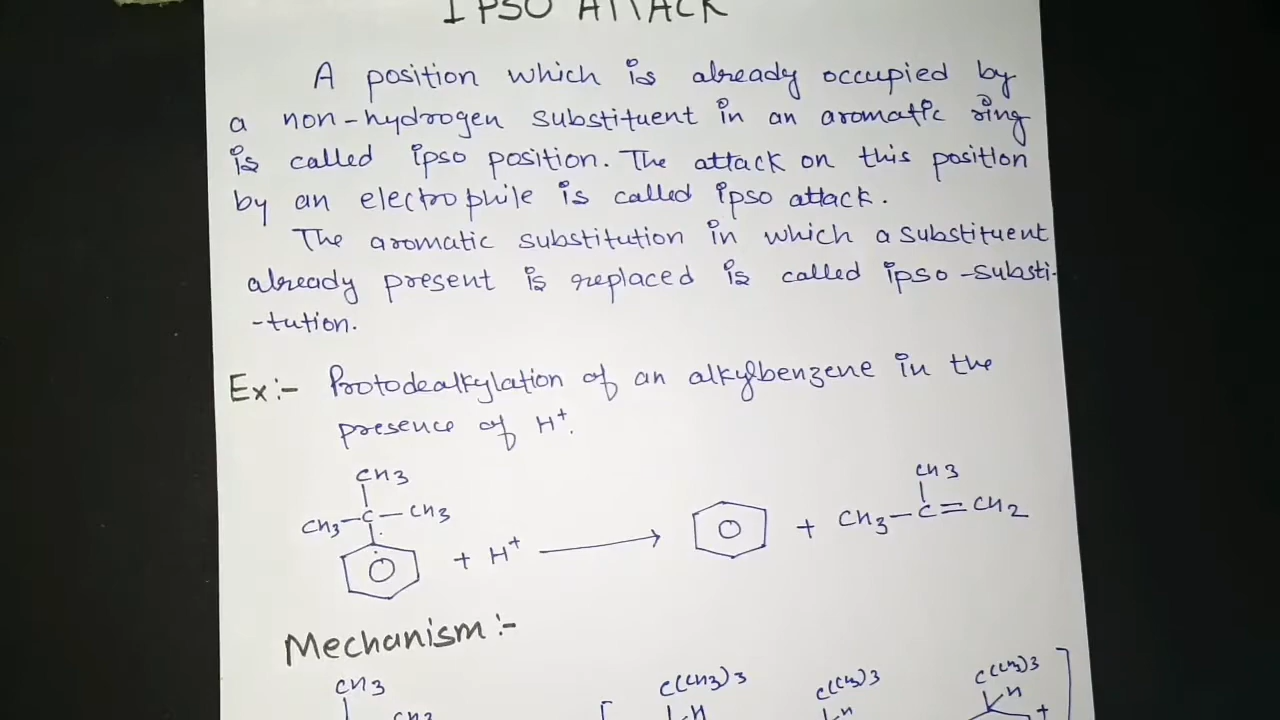 IPSO ATTACK
A position which is already occupied by
a non-hydrogen substituent in an aromatic ring
is called ipso position. The attack on this position
by an electrophile is called ipso attack.
The aromatic substitution in which a substituent
already present is replaced is called ipso-substi-
-tution.
Ex:- Protodealkylation of an alkylbenzene in the
presence of H⁺.
CH3 CH3
CH3-C-CH3 + H⁺ → + CH3-C=CH2
Mechanism:-
CH3 C(CH3)3 C(CH3)3 C(CH3)3
CH3 H H H +